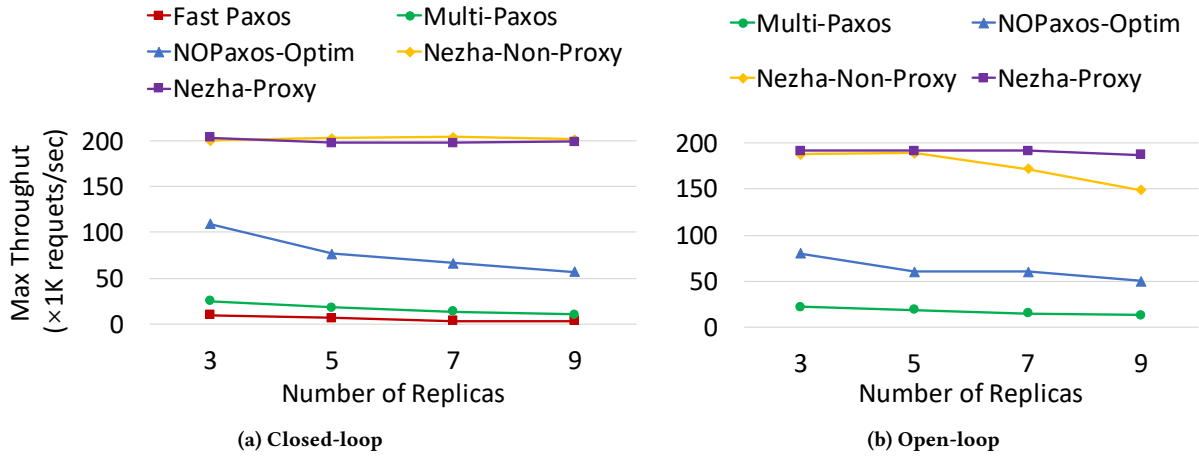 Fast Paxos
Multi-Paxos
NOPaxos-Optim
Nezha-Non-Proxy
Nezha-Proxy
Max Throughut
(×1K requets/sec)
200
150
100
50
0
3 5 7 9
Number of Replicas
(a) Closed-loop
Multi-Paxos
NOPaxos-Optim
Nezha-Non-Proxy
Nezha-Proxy
200
150
100
50
0
3 5 7 9
Number of Replicas
(b) Open-loop